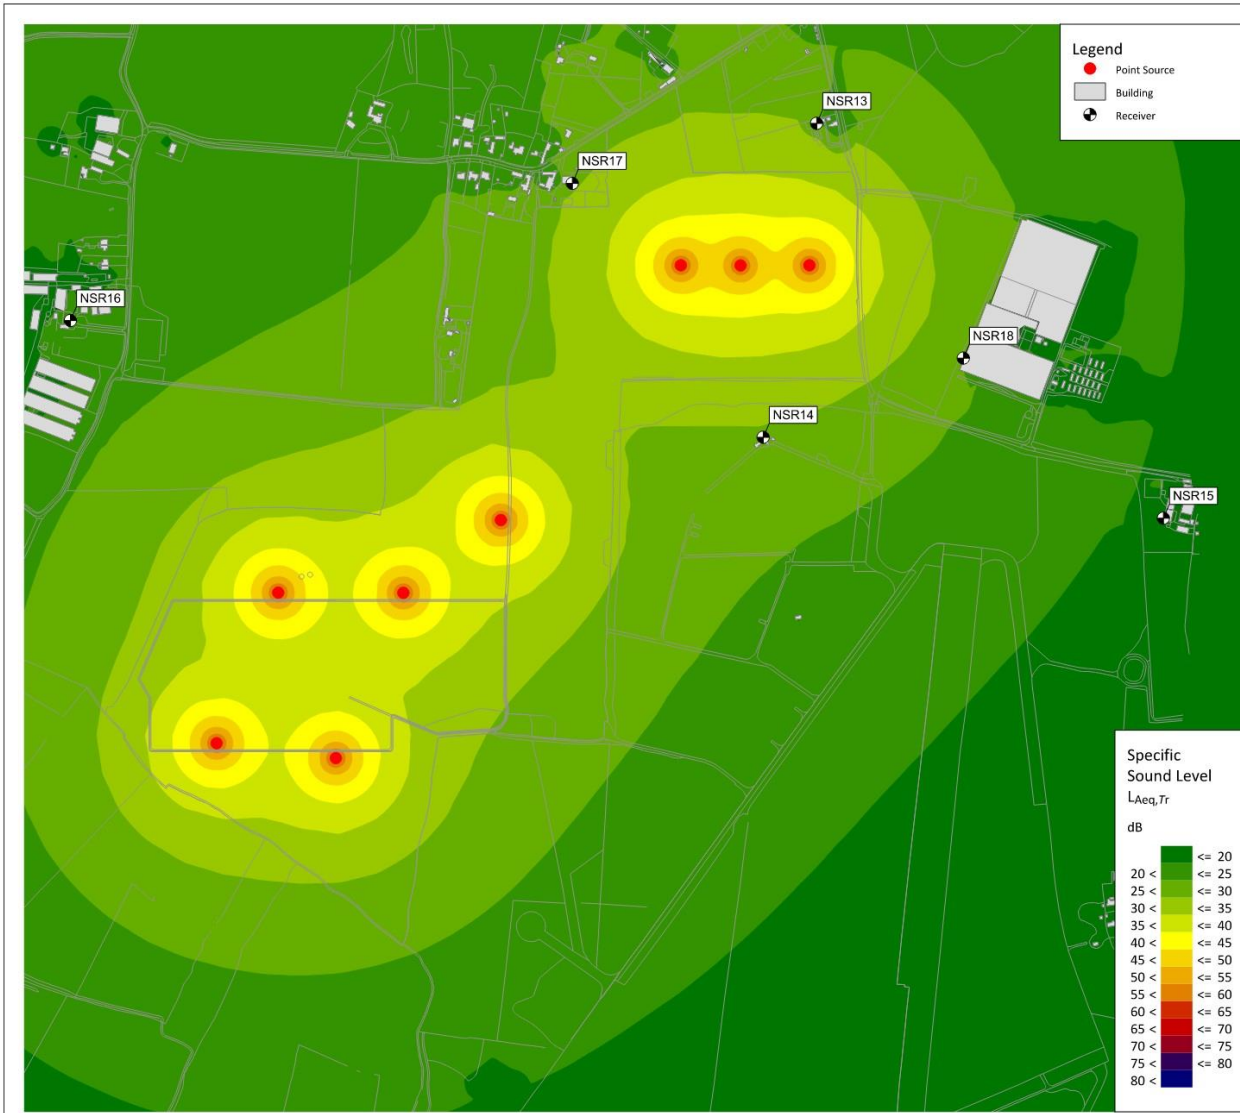 Legend
Point Source
Building
Receiver
NSR13
NSR17
NSR16
NSR18
NSR14
NSR15
Specific
Sound Level
LAeq,Tr
dB
<= 20
20 < <= 25
25 < <= 30
30 < <= 35
35 < <= 40
40 < <= 45
45 < <= 50
50 < <= 55
55 < <= 60
60 < <= 65
65 < <= 70
70 < <= 75
75 < <= 80
80 <